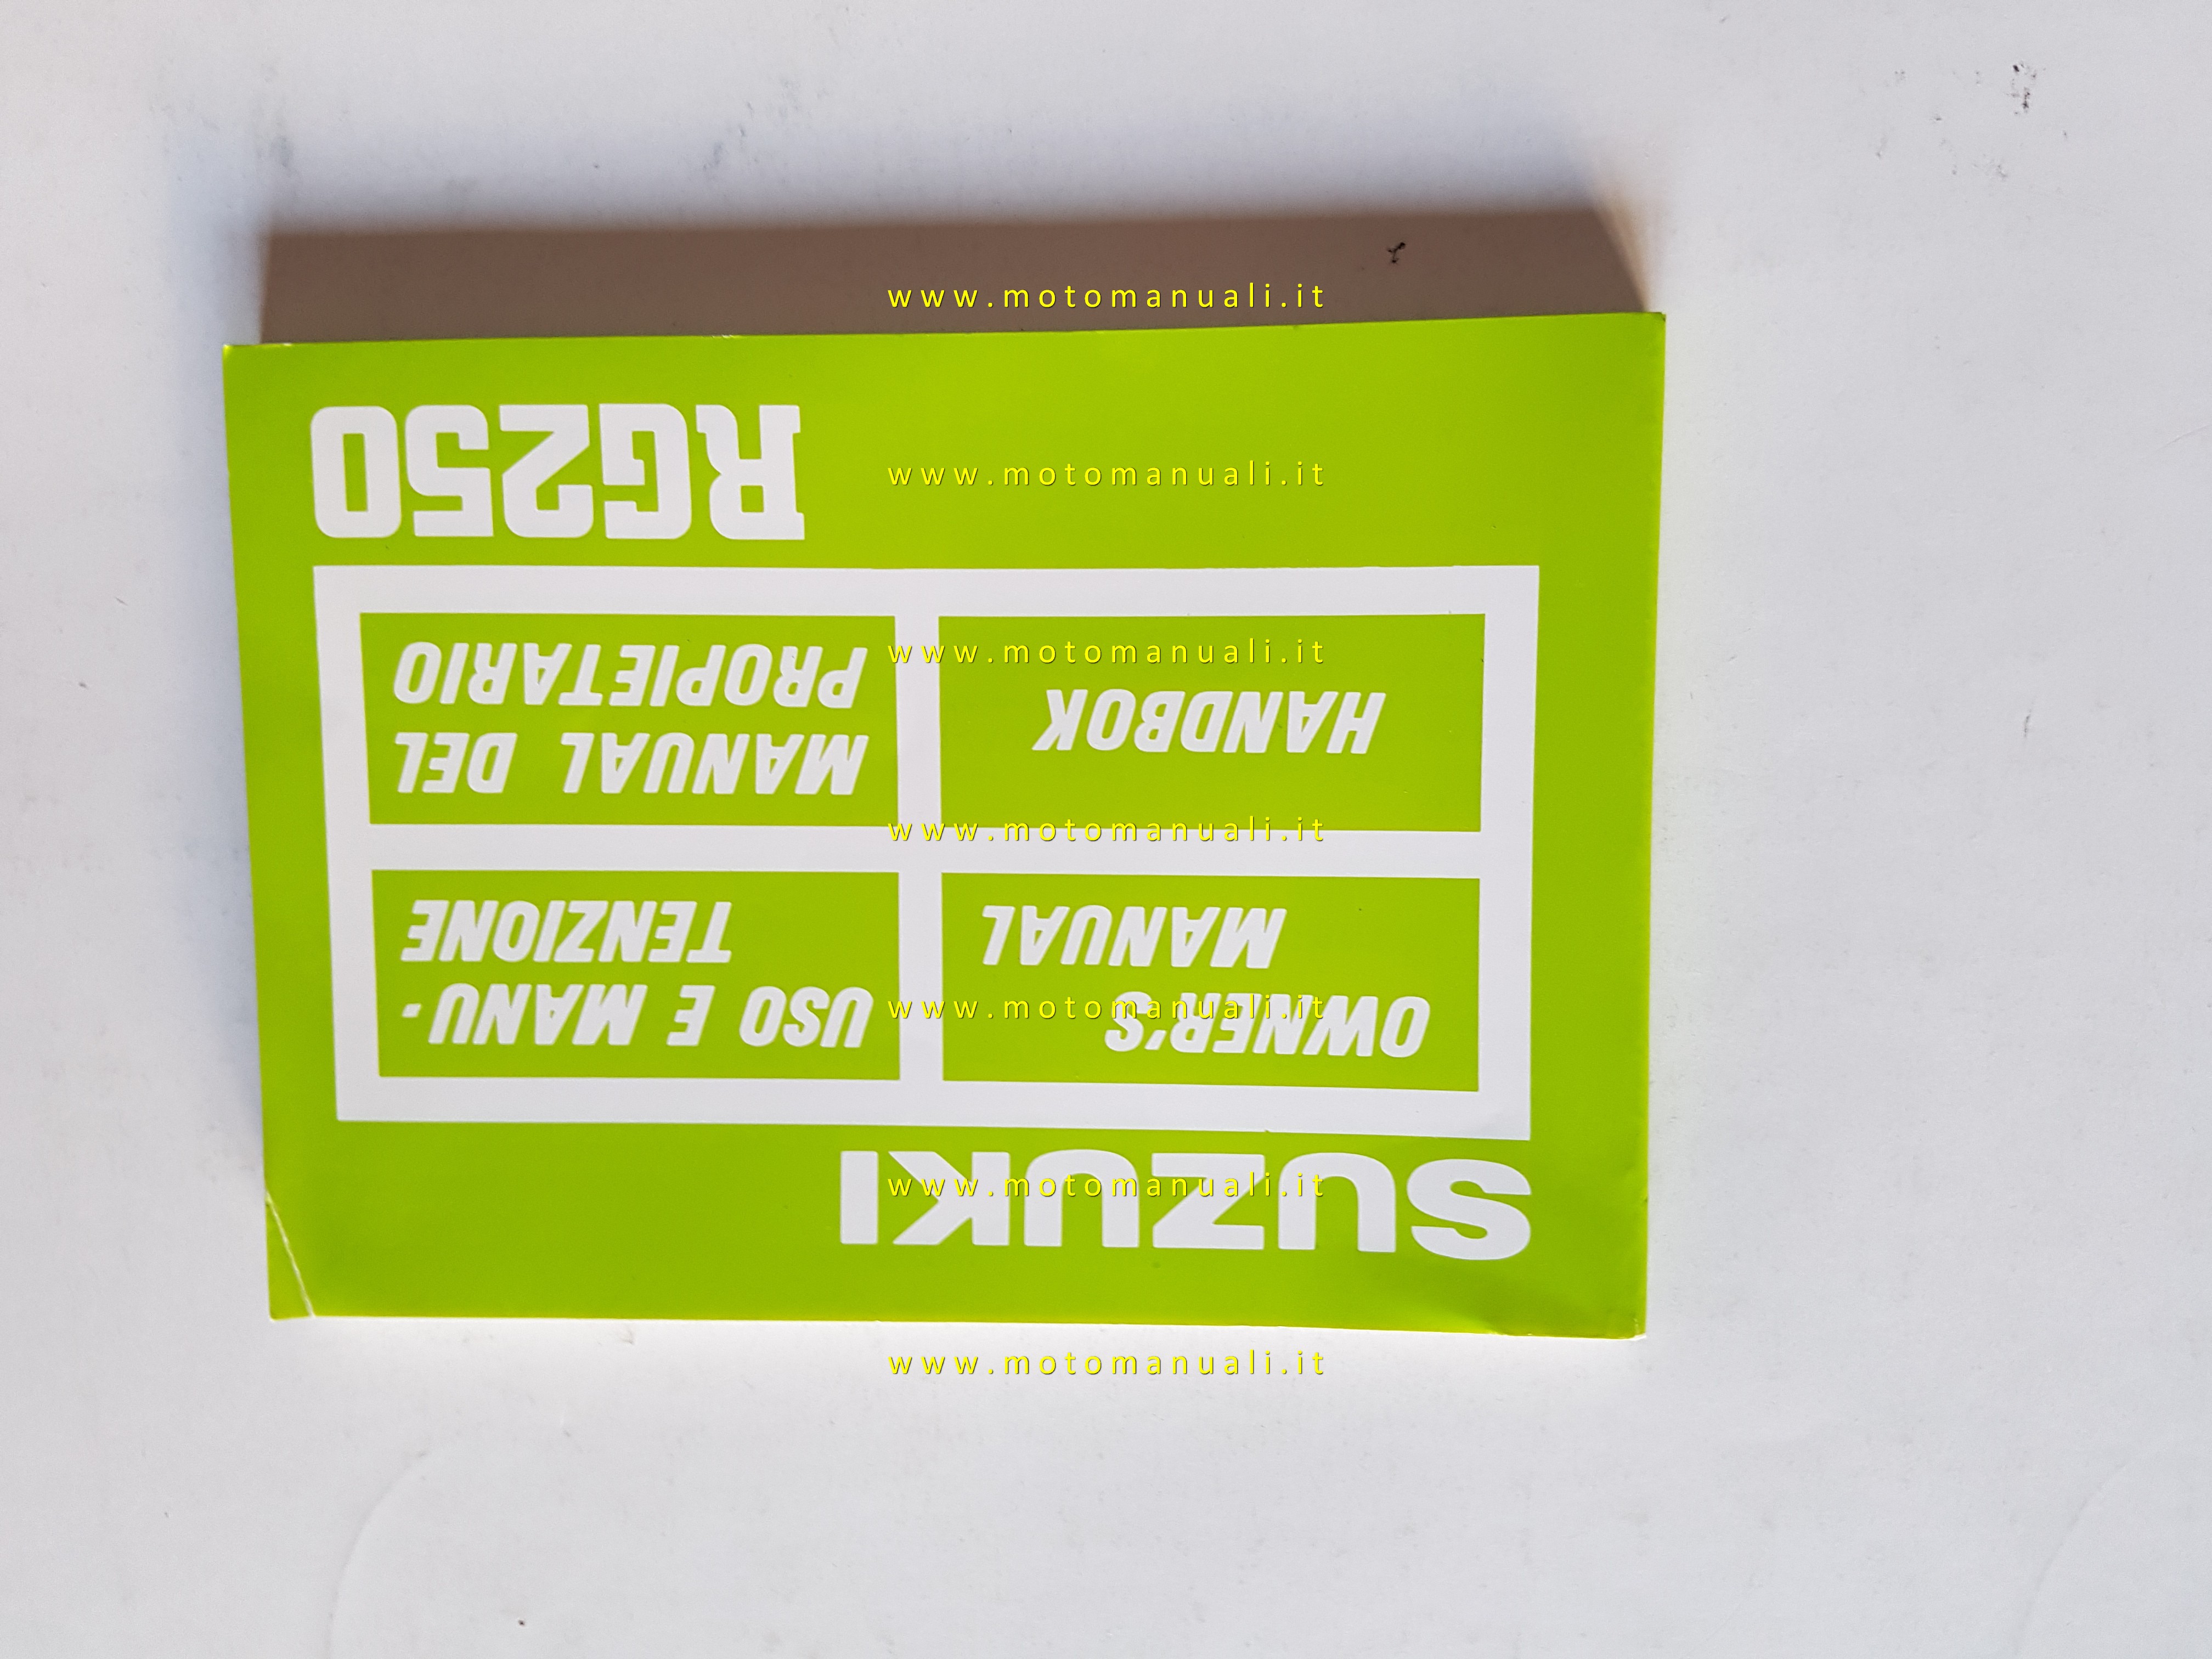 SUZUKI
OWNER'S
MANUAL
USO E MANU-
TENZIONE
HANDBOK
MANUAL DEL
PROPIETARIO
RG250
www.motomanuali.it
www.motomanuali.it
www.motomanuali.it
www.motomanuali.it
www.motomanuali.it
www.motomanuali.it
www.motomanuali.it